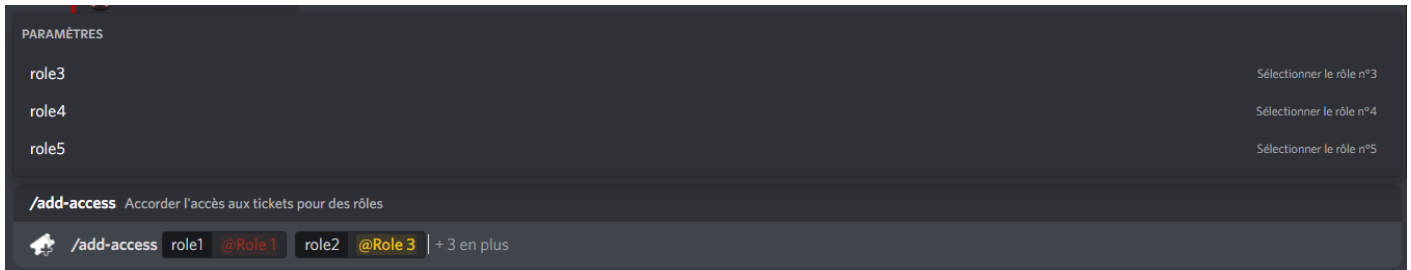 PARAMÈTRES
role3 Sélectionner le rôle n°3
role4 Sélectionner le rôle n°4
role5 Sélectionner le rôle n°5
/add-access Accorder l'accès aux tickets pour des rôles
/add-access role1 @Role 1 role2 @Role 3 + 3 en plus